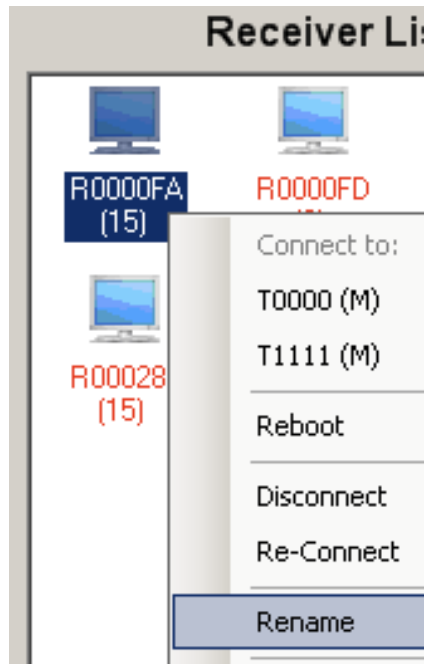 Receiver Lis
R0000FA
(15)
R0000FD
R00028
(15)
Connect to:
T0000 (M)
T1111 (M)
Reboot
Disconnect
Re-Connect
Rename